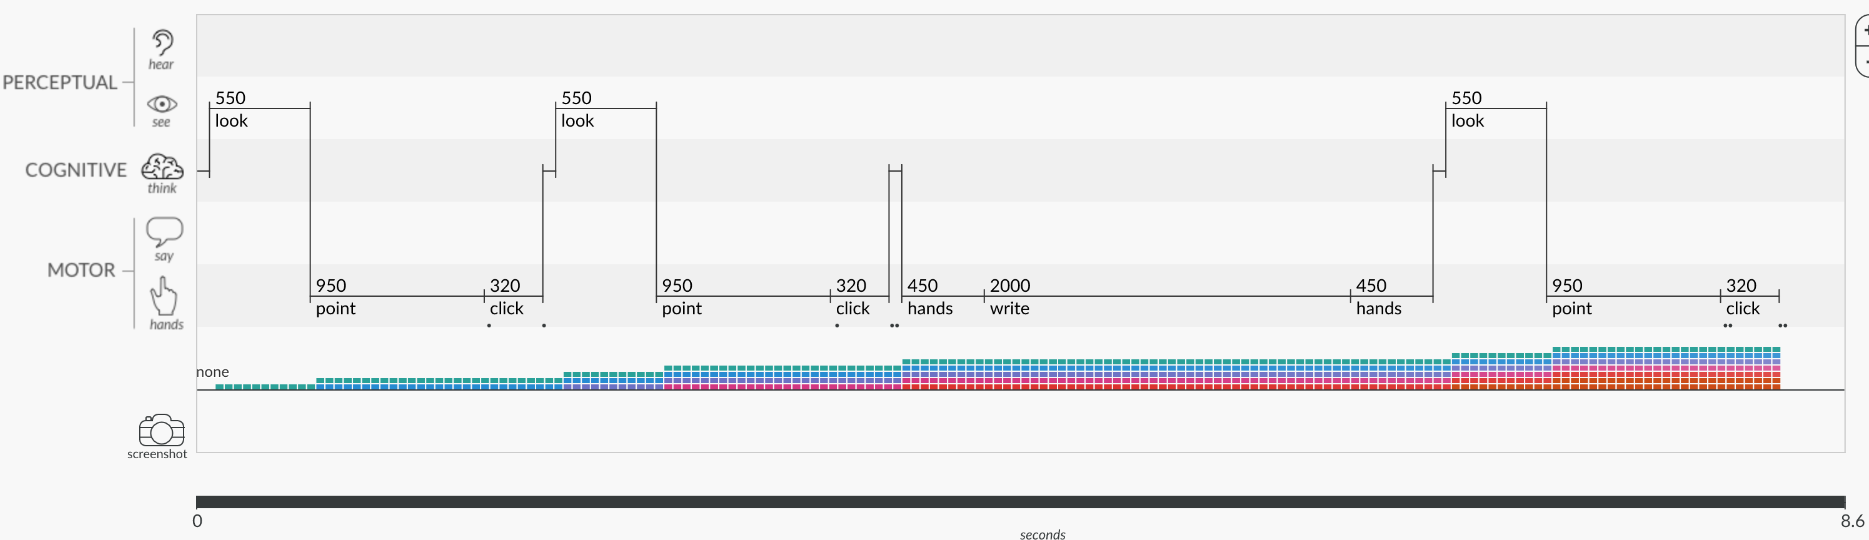 PERCEPTUAL
hear
see
COGNITIVE
think
MOTOR
say
hands
550
look
550
look
550
look
950
point
320
click
950
point
320
click
450
hands
2000
write
450
hands
950
point
320
click
none
screenshot
0
8.6
seconds